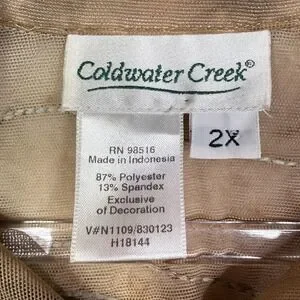 Coldwater Creek®
2X
RN 98516
Made in Indonesia
87% Polyester
13% Spandex
Exclusive
of Decoration
V#N1109/830123
H18144